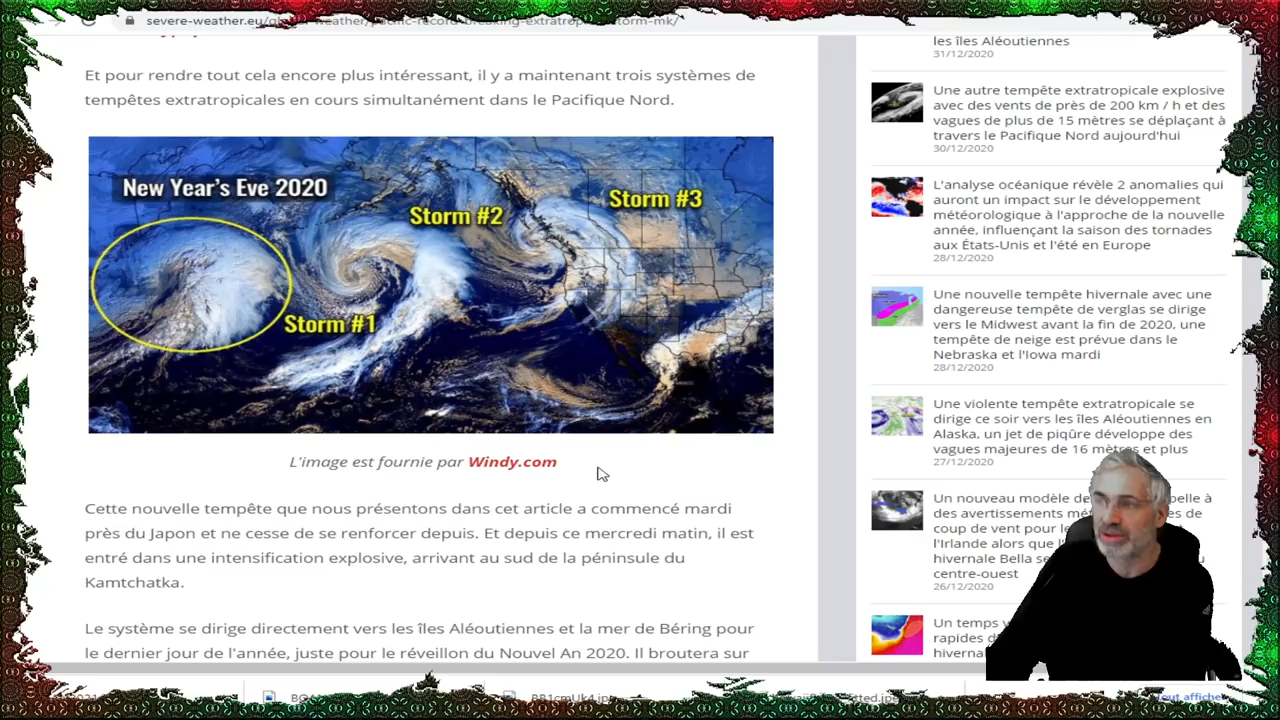 severe-weather.eu/
Et pour rendre tout cela encore plus intéressant, il y a maintenant trois systèmes de
tempêtes extratropicales en cours simultanément dans le Pacifique Nord.
New Year's Eve 2020
Storm #1
Storm #2
Storm #3
L'image est fournie par Windy.com
Cette nouvelle tempête que nous présentons dans cet article a commencé mardi
près du Japon et ne cesse de se renforcer depuis. Et depuis ce mercredi matin, il est
entré dans une intensification explosive, arrivant au sud de la péninsule du
Kamtchatka.
Le système se dirige directement vers les îles Aléoutiennes et la mer de Béring pour
le dernier jour de l'année, juste pour le réveillon du Nouvel An 2020. Il broutera sur
les îles Aléoutiennes
31/12/2020
Une autre tempête extratropicale explosive
avec des vents de près de 200 km / h et des
vagues de plus de 15 mètres se déplaçant à
travers le Pacifique Nord aujourd'hui
30/12/2020
L'analyse océanique révèle 2 anomalies qui
auront un impact sur le développement
météorologique à l'approche de la nouvelle
année, influençant la saison des tornades
aux États-Unis et l'été en Europe
28/12/2020
Une nouvelle tempête hivernale avec une
dangereuse tempête de verglas se dirige
vers le Midwest avant la fin de 2020, une
tempête de neige est prévue dans le
Nebraska et l'Iowa mardi
28/12/2020
Une violente tempête extratropicale se
dirige ce soir vers les îles Aléoutiennes en
Alaska, un jet de piqûre développe des
vagues majeures de 16 mètres et plus
27/12/2020
Un nouveau modèle de à
des avertissements de
coup de vent pour
l'Irlande alors que
hivernale Bella
centre-ouest
26/12/2020
Un temps
rapides